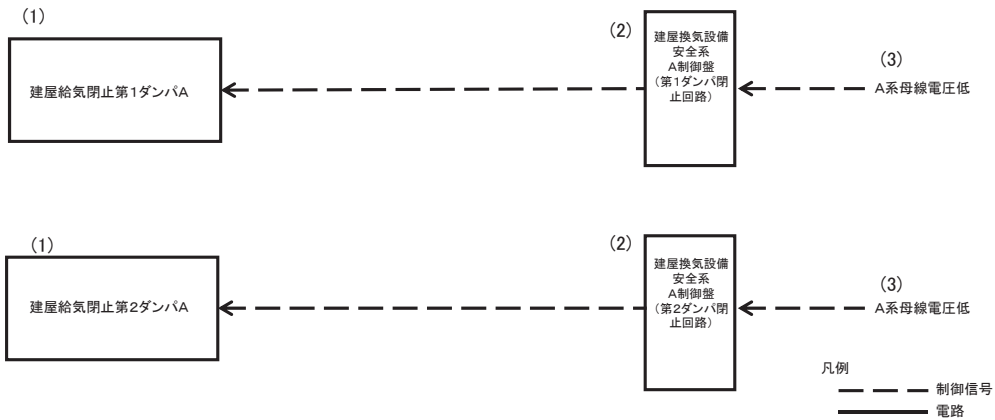 (1)
建屋給気閉止第1ダンパA
(2)
建屋換気設備
安全系
A制御盤
(第1ダンパ閉
止回路)
(3)
A系母線電圧低
(1)
建屋給気閉止第2ダンパA
(2)
建屋換気設備
安全系
A制御盤
(第2ダンパ閉
止回路)
(3)
A系母線電圧低
凡例
制御信号
電路